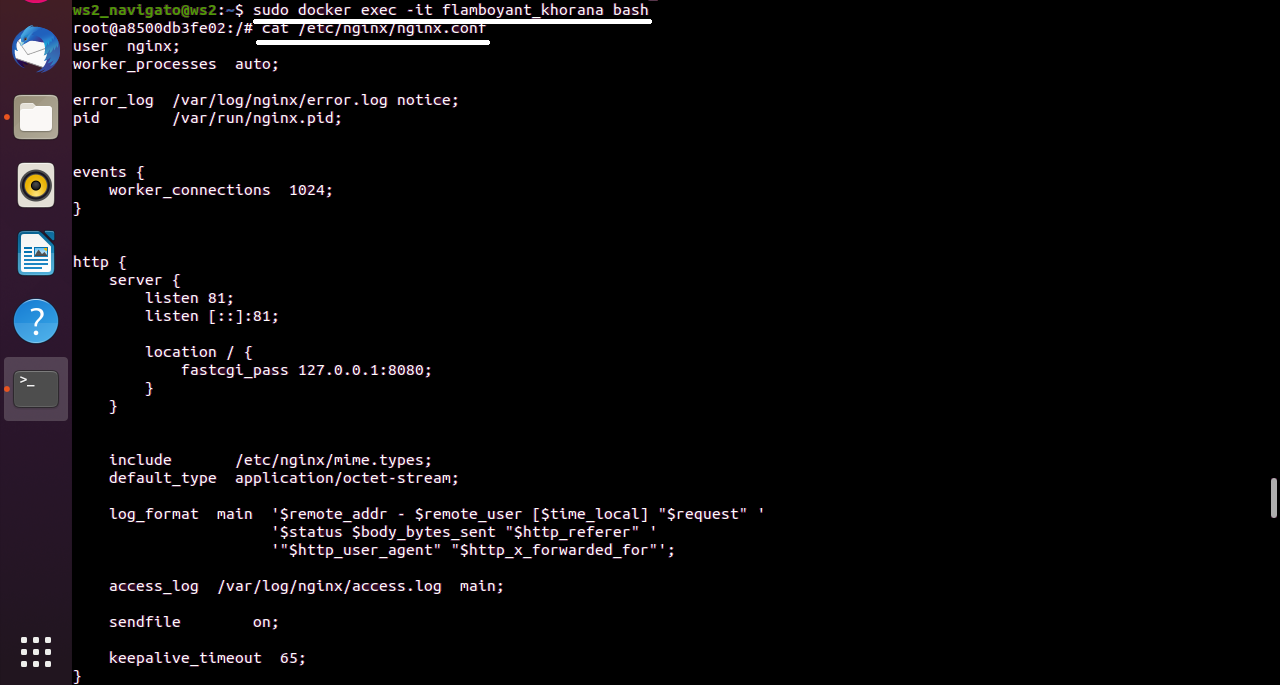 ws2_navigato@ws2:~$ sudo docker exec -it flamboyant_khorana bash
root@a8500db3fe02:/# cat /etc/nginx/nginx.conf
user  nginx;
worker_processes  auto;

error_log  /var/log/nginx/error.log notice;
pid        /var/run/nginx.pid;


events {
    worker_connections  1024;
}


http {
    server {
        listen 81;
        listen [::]:81;

        location / {
            fastcgi_pass 127.0.0.1:8080;
        }
    }


    include       /etc/nginx/mime.types;
    default_type  application/octet-stream;

    log_format  main  '$remote_addr - $remote_user [$time_local] "$request" '
                      '$status $body_bytes_sent "$http_referer" '
                      '"$http_user_agent" "$http_x_forwarded_for"';

    access_log  /var/log/nginx/access.log  main;

    sendfile        on;

    keepalive_timeout  65;
}